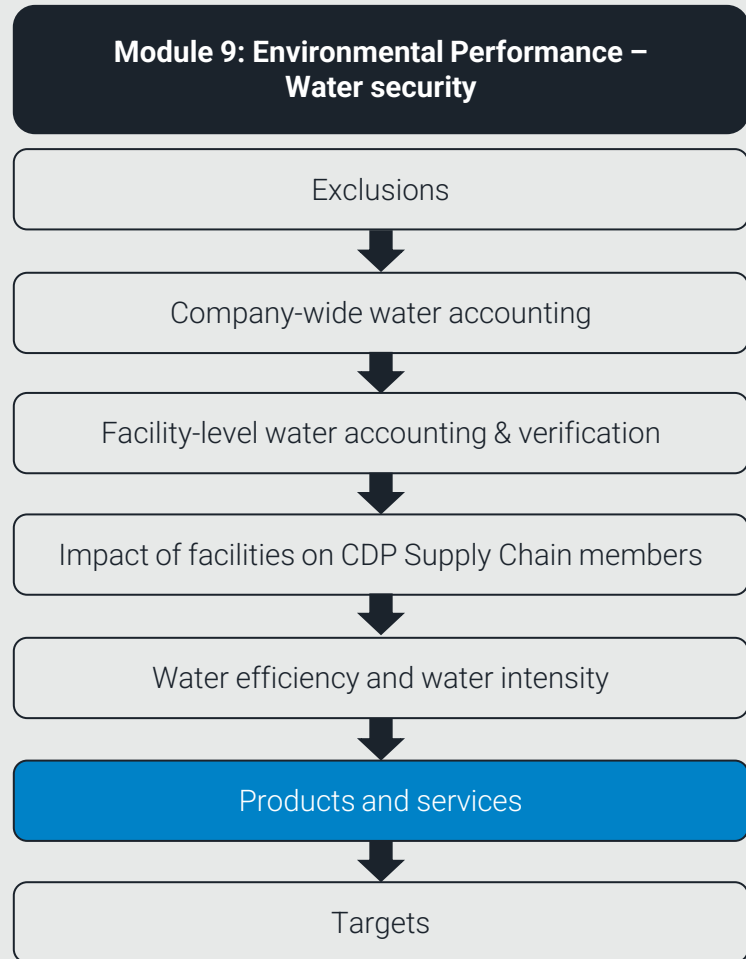 Module 9: Environmental Performance –
Water security
Exclusions
Company-wide water accounting
Facility-level water accounting & verification
Impact of facilities on CDP Supply Chain members
Water efficiency and water intensity
Products and services
Targets